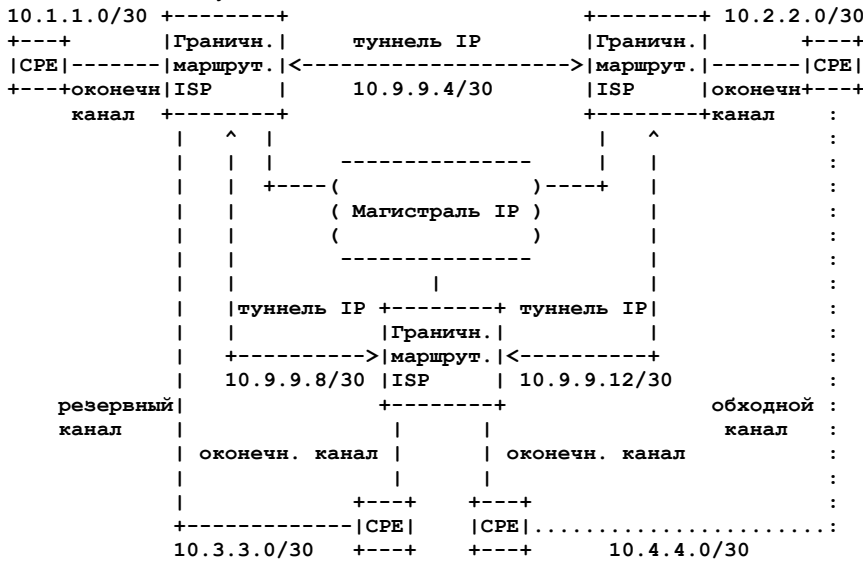 10.1.1.0/30 +--------+ +--------+ 10.2.2.0/30
+---+ |Граничн.| туннель IP |Граничн.| +---+
|CPE|-------|маршрут.|<---------------------->|маршрут.|-------|CPE|
+---+оконечн|ISP | 10.9.9.4/30 |ISP |оконечн+---+
канал +--------+ +--------+канал :
| ^ | | ^ :
| | | -------------- | | :
| | +----( )----+ | :
| | ( Магистраль IP ) | :
| | ( ) | :
| | -------------- | :
| | | | :
| |туннель IP +--------+ туннель IP| :
| | |Граничн.| | :
| +---------->|маршрут.|<----------+ :
| 10.9.9.8/30 |ISP | 10.9.9.12/30 :
резервный| +--------+ обходной :
канал | | | канал :
| оконечн. канал | | оконечн. канал :
| | | :
| +---+ +---+ :
+-------------|CPE| |CPE|.......................:
10.3.3.0/30 +---+ +---+ 10.4.4.0/30